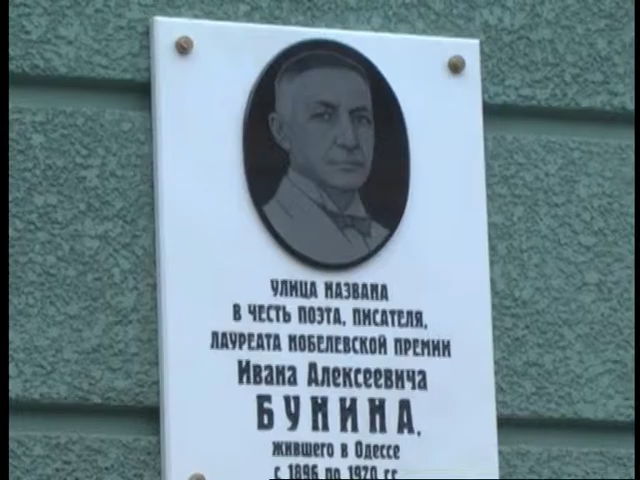 УЛИЦА НАЗВАНА
В ЧЕСТЬ ПОЭТА, ПИСАТЕЛЯ,
ЛАУРЕАТА НОБЕЛЕВСКОЙ ПРЕМИИ
Ивана Алексеевича
БУНИНА,
жившего в Одессе
с 1896 по 1920 гг